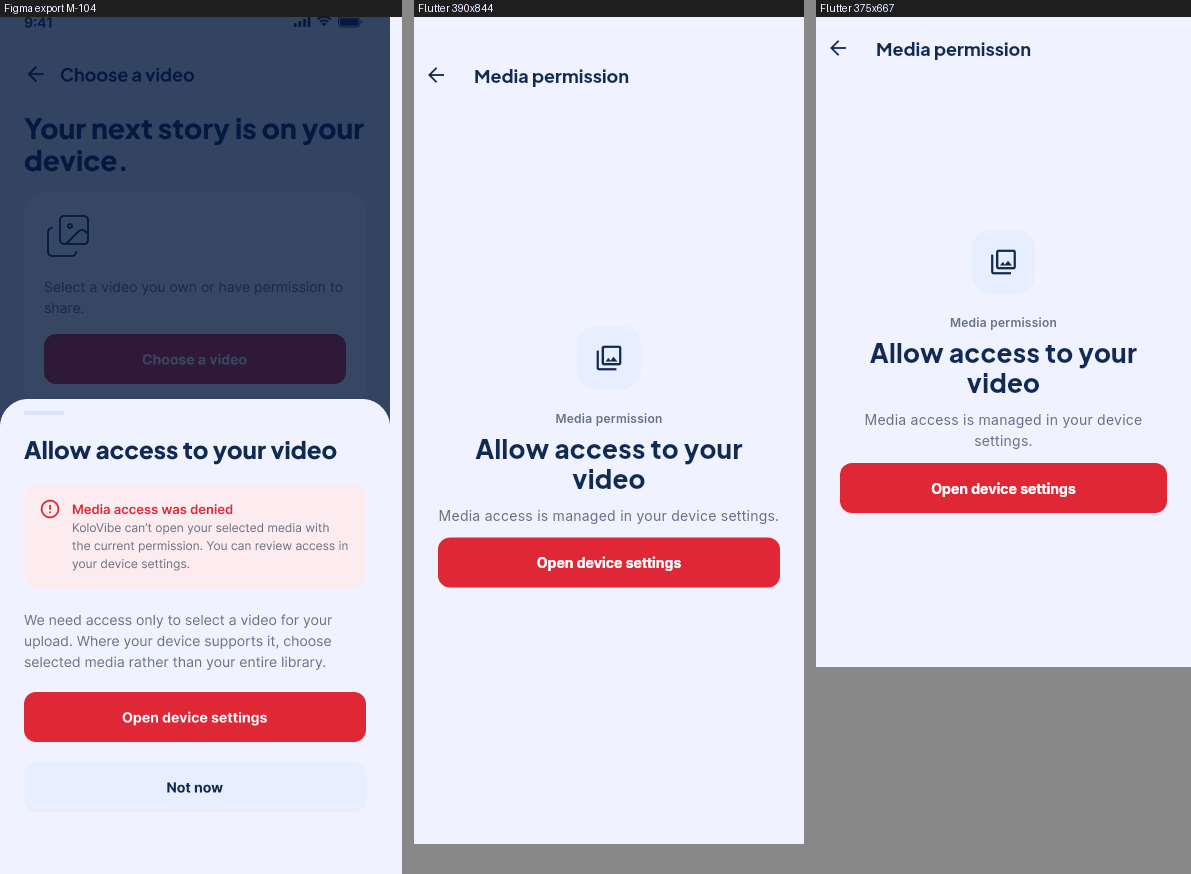 Figma export M-104
9:41
Choose a video
Your next story is on your
device.
Select a video you own or have permission to
share.
Choose a video
Allow access to your video
Media access was denied
KoloVibe can't open your selected media with
the current permission. You can review access in
your device settings.
We need access only to select a video for your
upload. Where your device supports it, choose
selected media rather than your entire library.
Open device settings
Not now
Flutter 390x844
Media permission
Media permission
Allow access to your
video
Media access is managed in your device settings.
Open device settings
Flutter 375x667
Media permission
Media permission
Allow access to your
video
Media access is managed in your device
settings.
Open device settings